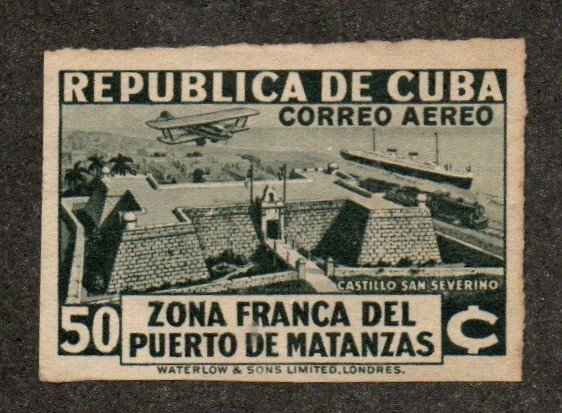 REPUBLICA DE CUBA
CORREO AEREO
CASTILLO SAN SEVERINO
50 ZONA FRANCA DEL PUERTO DE MATANZAS ¢
WATERLOW & SONS LIMITED, LONDRES.